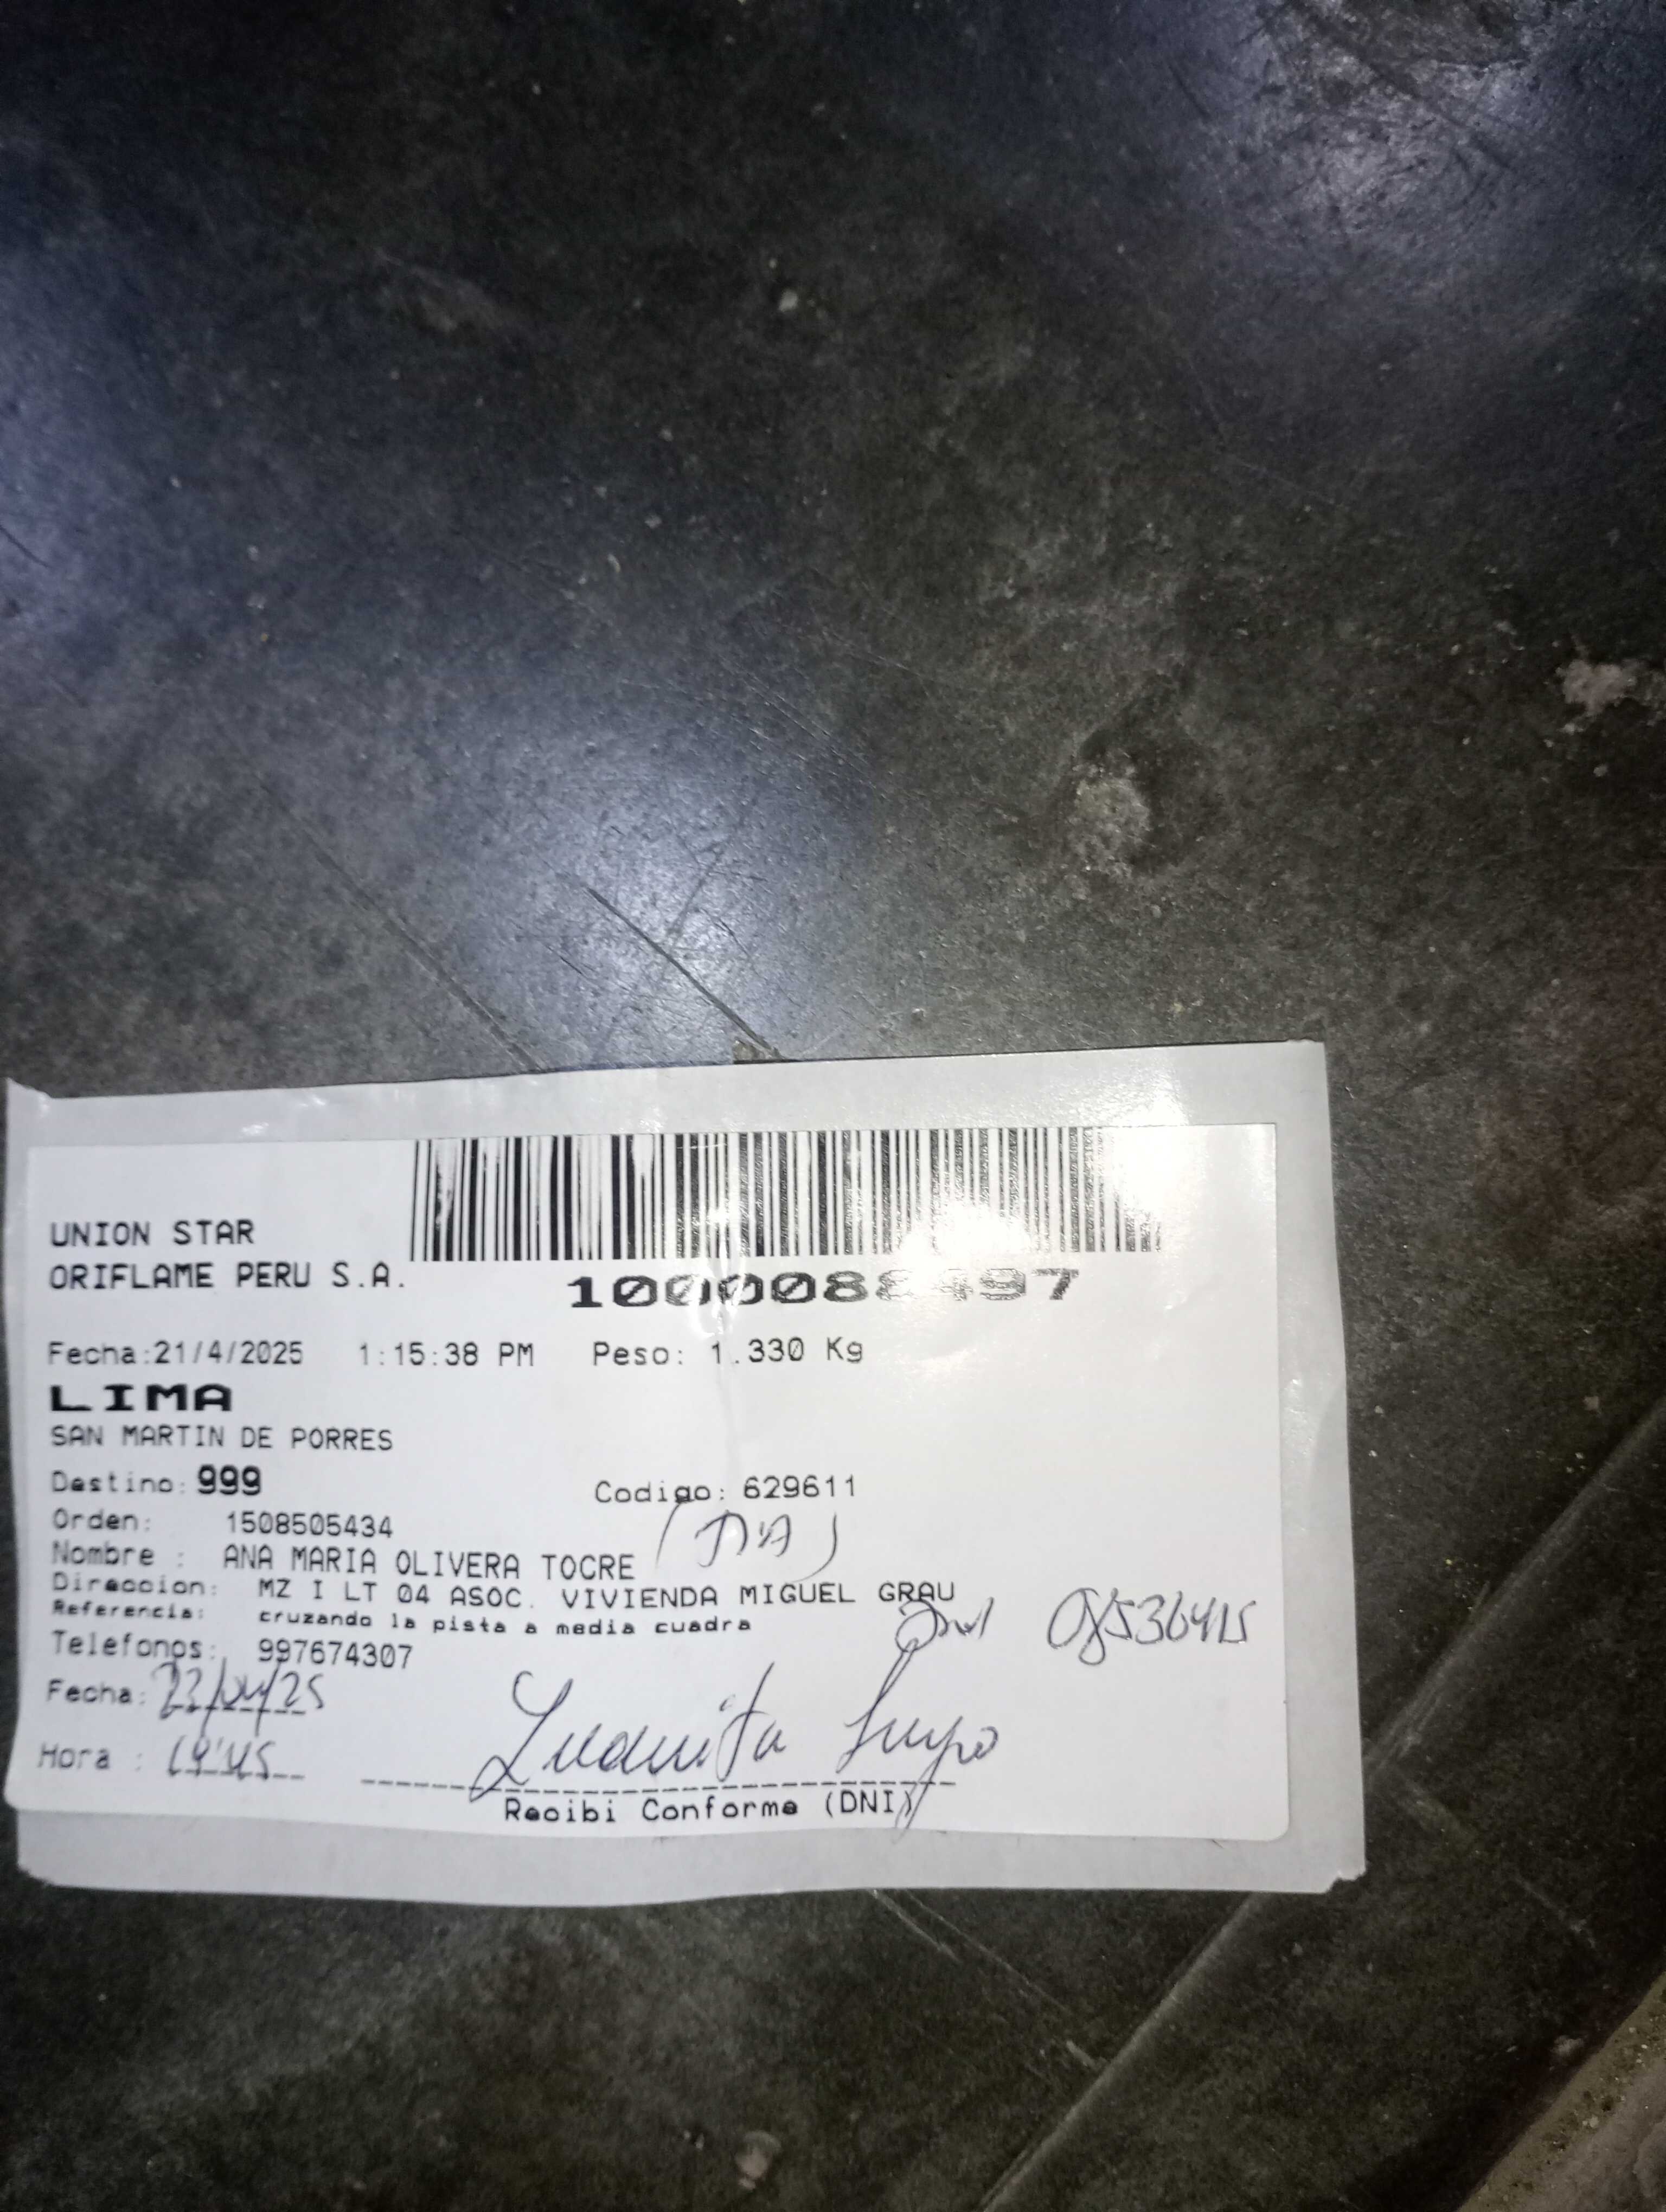 UNION STAR
ORIFLAME PERU S.A.
Fecha:21/4/2025 1:15:38 PM Peso: 1.330 Kg
LIMA
SAN MARTIN DE PORRES
Destino: 999 Codigo: 629611
Orden: 1508505434
Nombre : ANA MARIA OLIVERA TOCRE
Direccion: MZ I LT 04 ASOC. VIVIENDA MIGUEL GRAU
Referencia: cruzando la pista a media cuadra
Telefonos: 997674307
Fecha:
Hora :
Recibi Conforme (DNI)